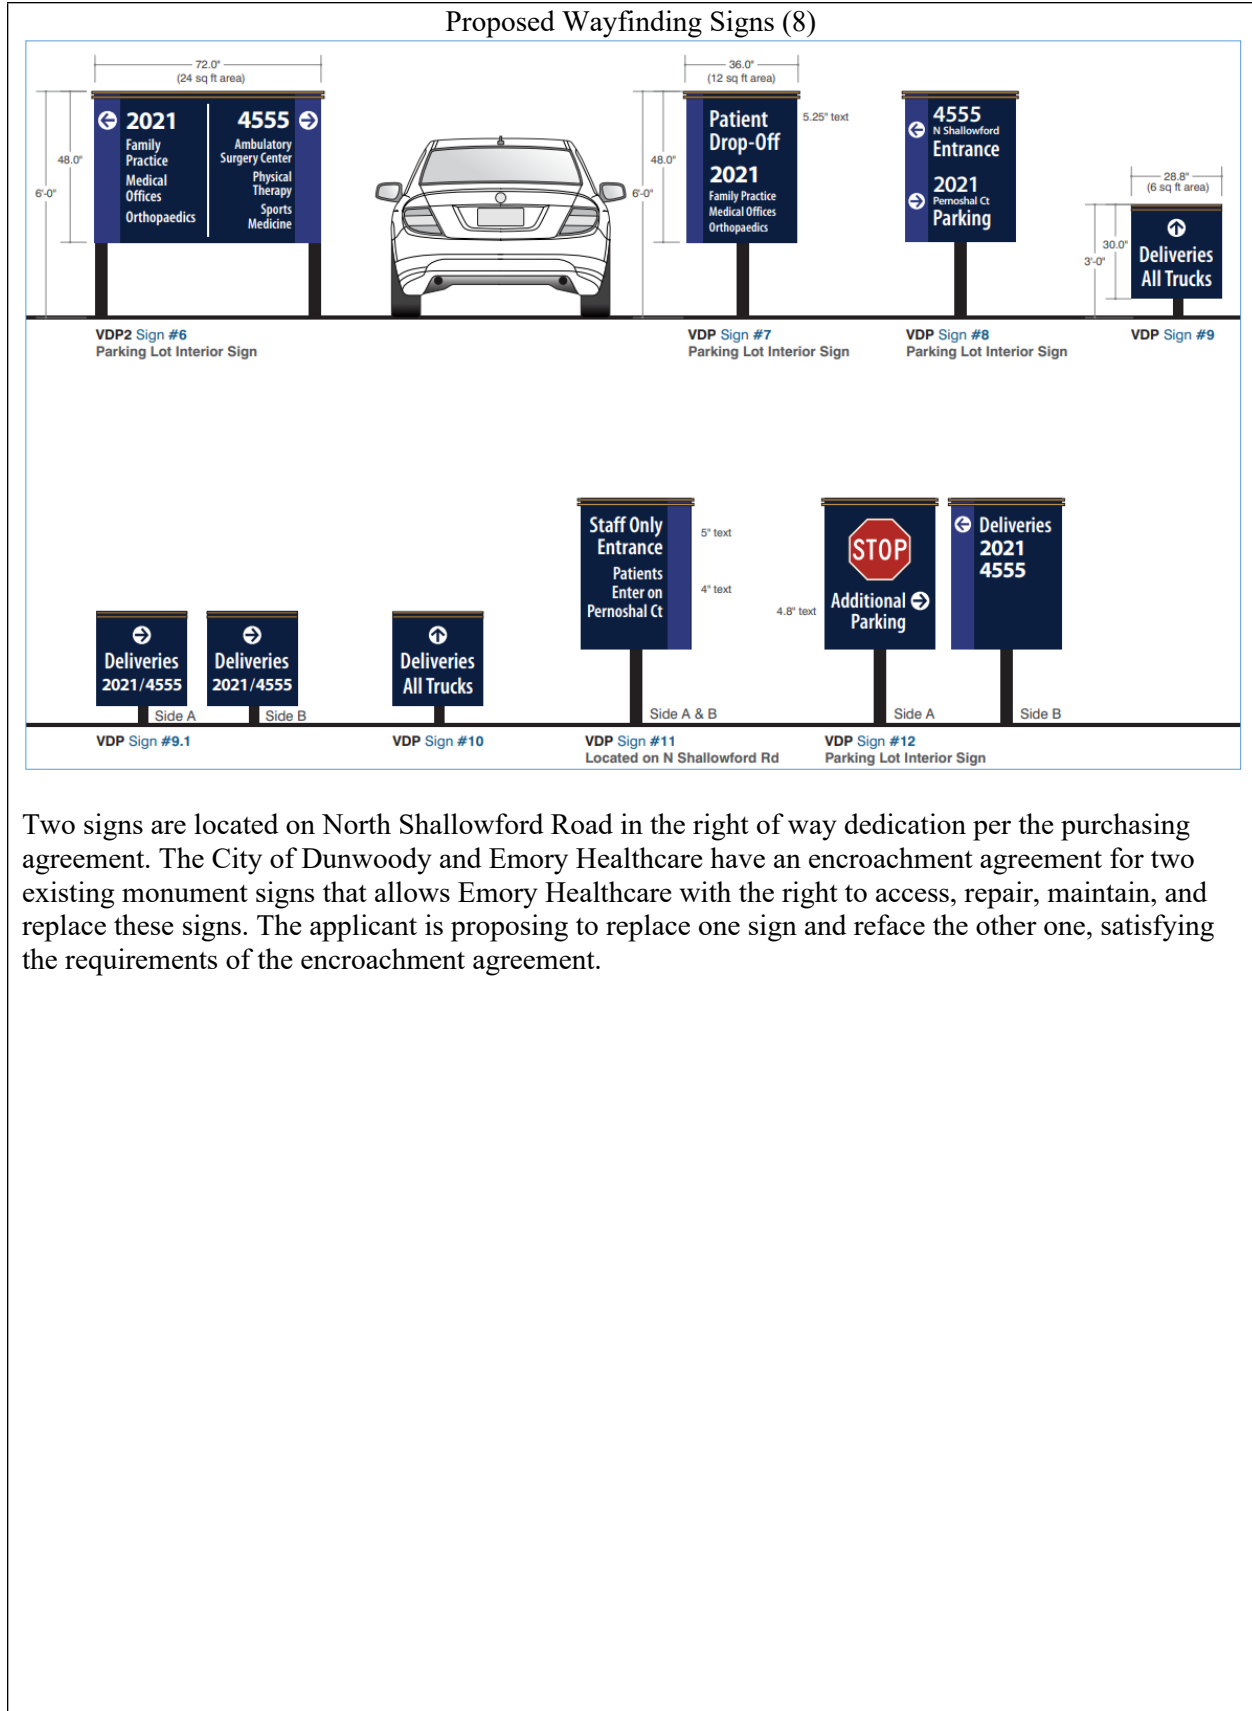 Proposed Wayfinding Signs (8)
72.0"
(24 sq ft area)
48.0"
6'-0"
2021
Family
Practice
Medical
Offices
Orthopaedics
4555
Ambulatory
Surgery Center
Physical
Therapy
Sports
Medicine
VDP2 Sign #6
Parking Lot Interior Sign
36.0"
(12 sq ft area)
48.0"
6'-0"
5.25" text
Patient
Drop-Off
2021
Family Practice
Medical Offices
Orthopaedics
VDP Sign #7
Parking Lot Interior Sign
4555
N Shallowford
Entrance
2021
Pernoshal Ct
Parking
VDP Sign #8
Parking Lot Interior Sign
28.8"
(6 sq ft area)
30.0"
3'-0"
Deliveries
All Trucks
VDP Sign #9
Deliveries
2021/4555
Side A
Deliveries
2021/4555
Side B
VDP Sign #9.1
Deliveries
All Trucks
VDP Sign #10
Staff Only
Entrance
Patients
Enter on
Pernoshal Ct
5" text
4" text
Side A & B
VDP Sign #11
Located on N Shallowford Rd
STOP
Additional
Parking
4.8" text
Side A
Deliveries
2021
4555
Side B
VDP Sign #12
Parking Lot Interior Sign
Two signs are located on North Shallowford Road in the right of way dedication per the purchasing
agreement. The City of Dunwoody and Emory Healthcare have an encroachment agreement for two
existing monument signs that allows Emory Healthcare with the right to access, repair, maintain, and
replace these signs. The applicant is proposing to replace one sign and reface the other one, satisfying
the requirements of the encroachment agreement.